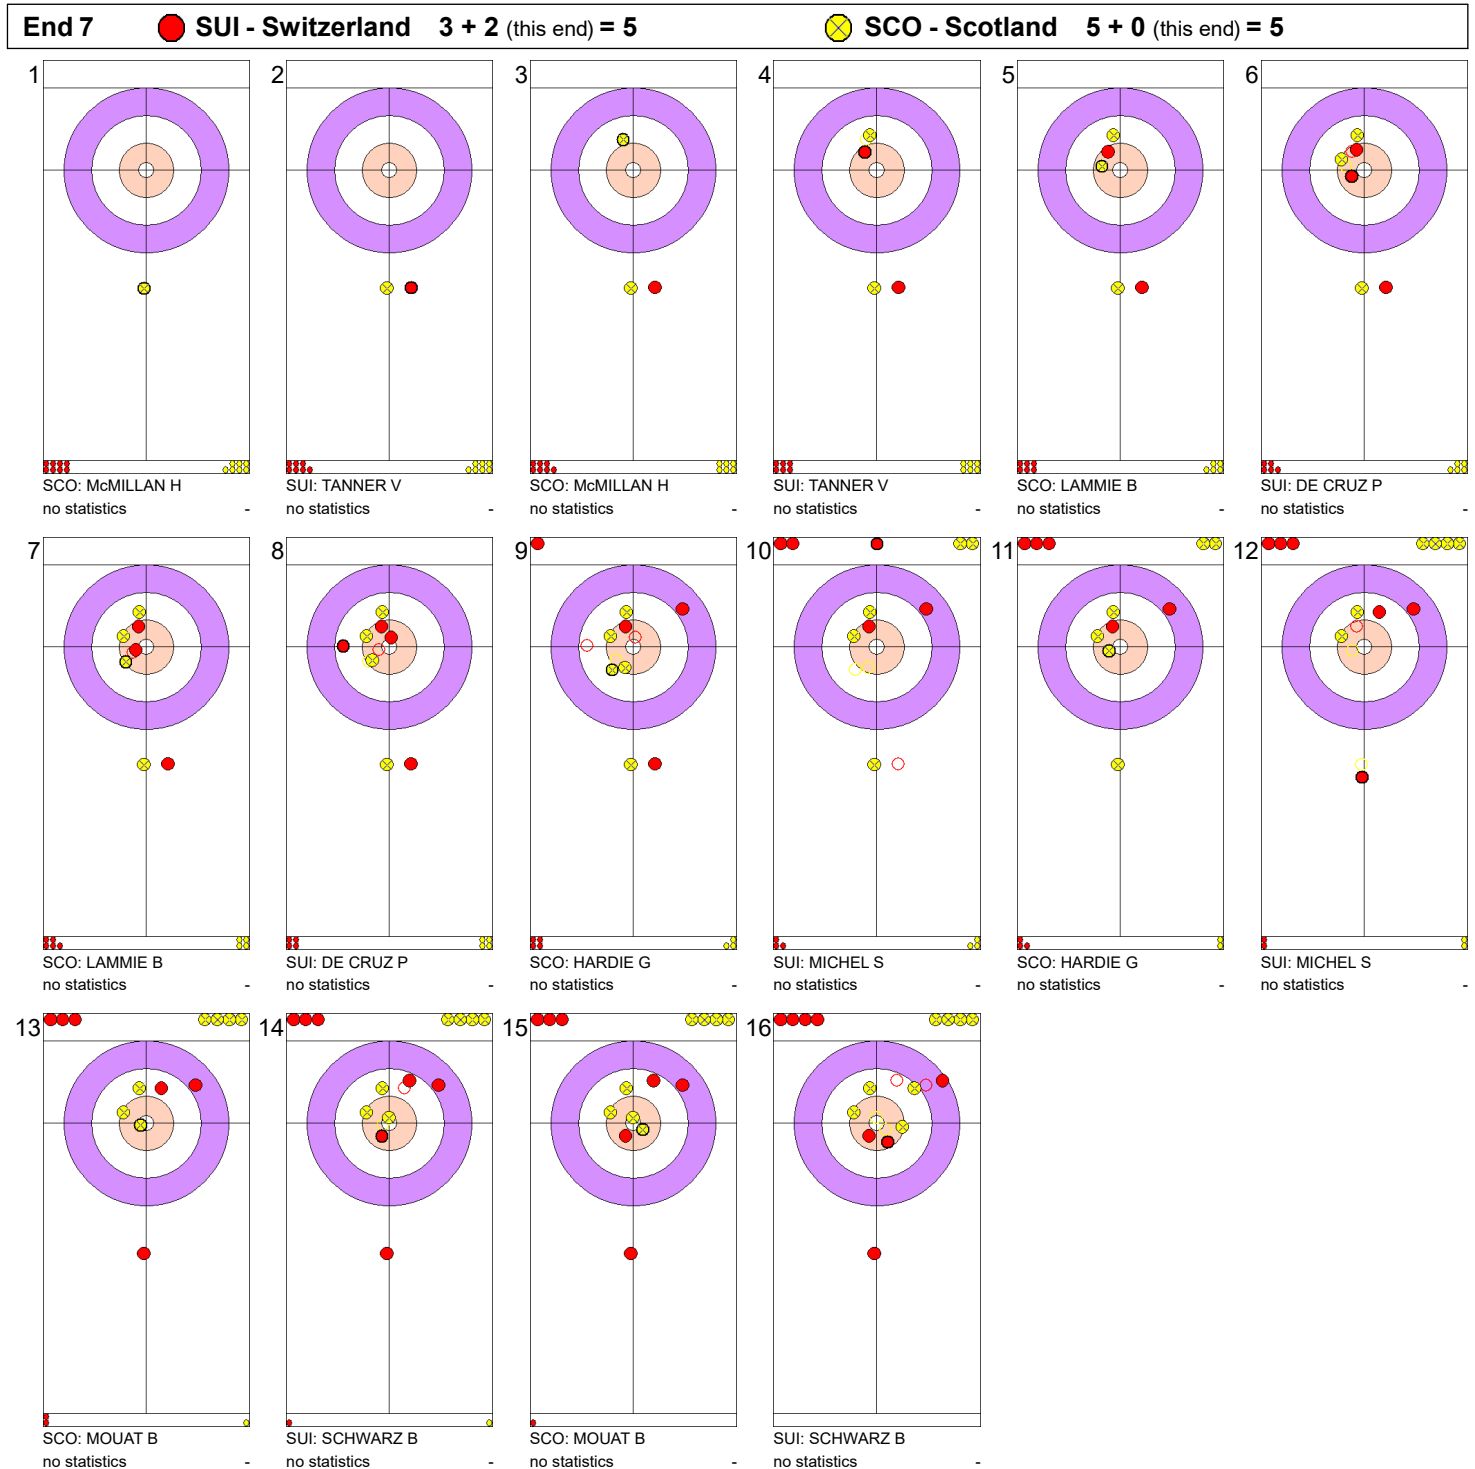 End 7 SUI - Switzerland 3 + 2 (this end) = 5 SCO - Scotland 5 + 0 (this end) = 5
1 2 3 4 5 6
SCO: McMILLAN H SUI: TANNER V SCO: McMILLAN H SUI: TANNER V SCO: LAMMIE B SUI: DE CRUZ P
no statistics - no statistics - no statistics - no statistics - no statistics - no statistics -
7 8 9 10 11 12
SCO: LAMMIE B SUI: DE CRUZ P SCO: HARDIE G SUI: MICHEL S SCO: HARDIE G SUI: MICHEL S
no statistics - no statistics - no statistics - no statistics - no statistics - no statistics -
13 14 15 16
SCO: MOUAT B SUI: SCHWARZ B SCO: MOUAT B SUI: SCHWARZ B
no statistics - no statistics - no statistics - no statistics -